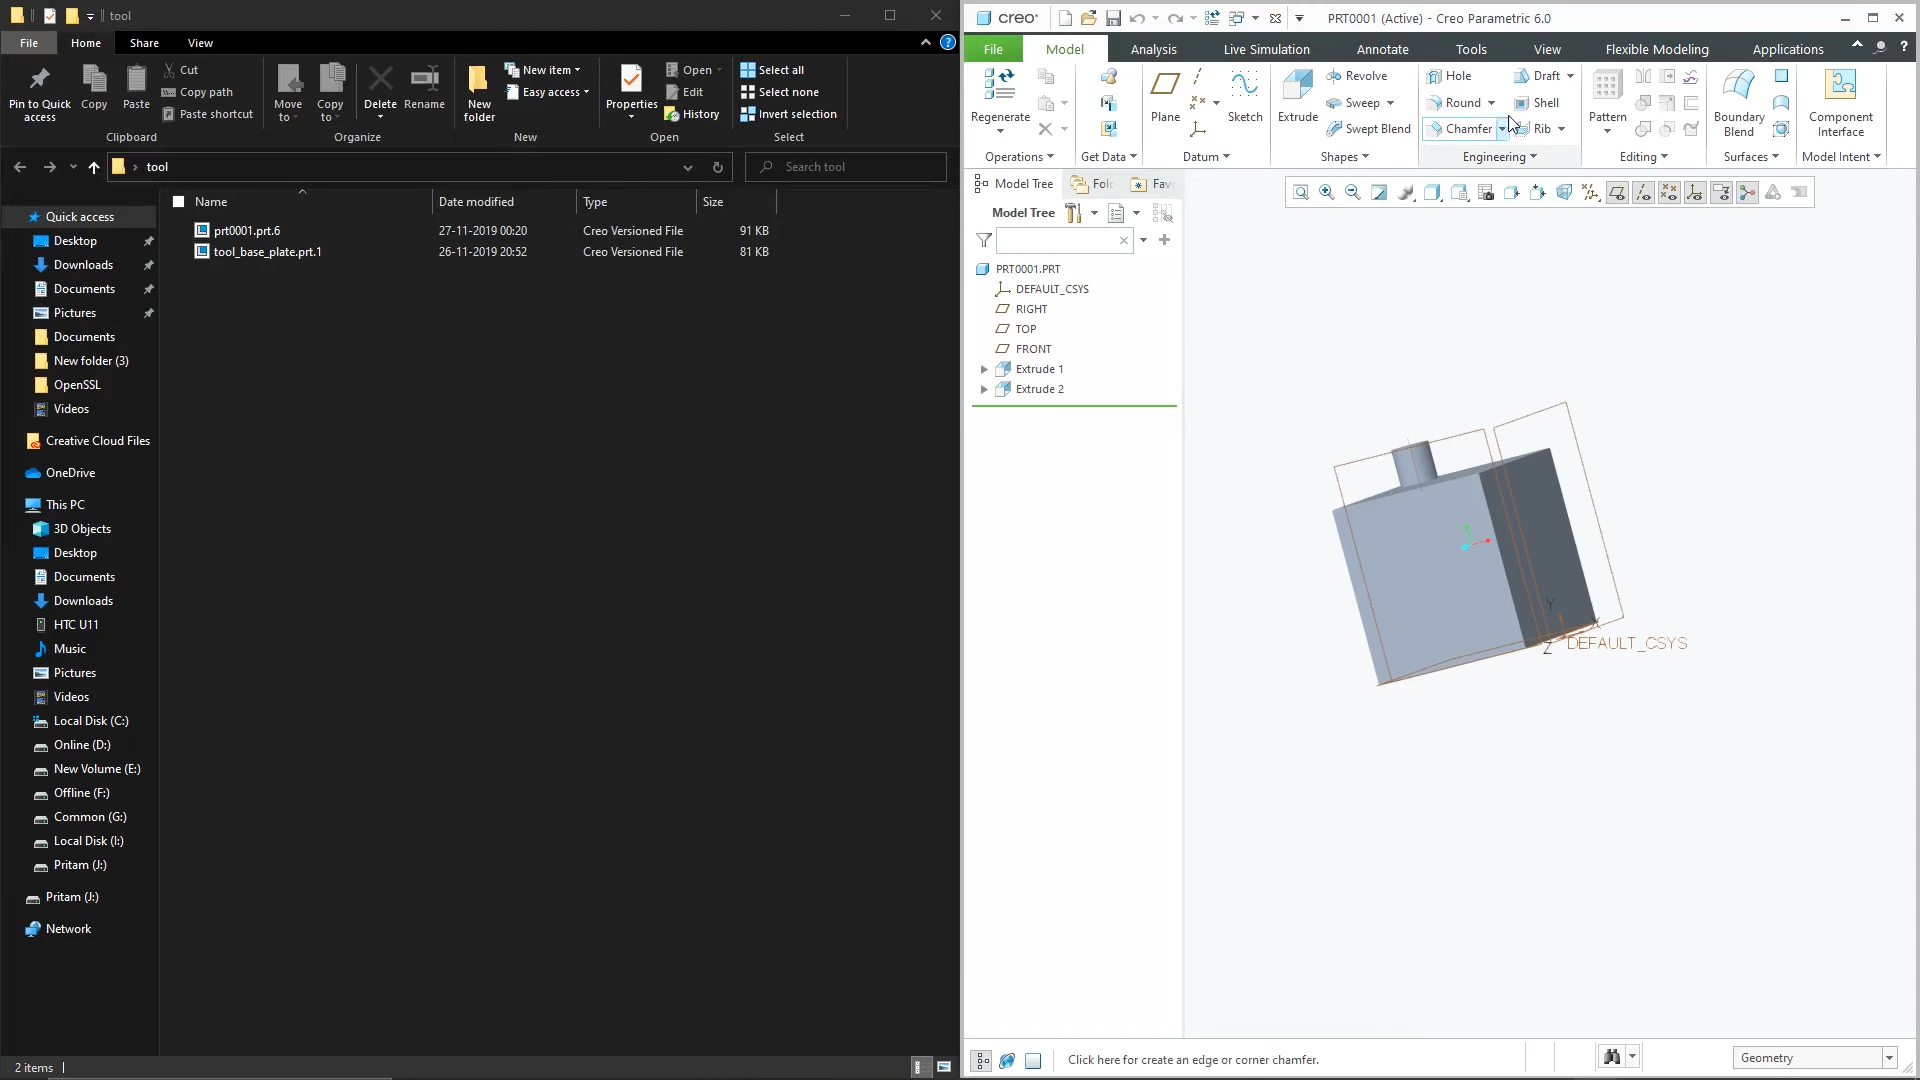 tool
File
Home
Share
View
Pin to Quick access
Copy
Paste
Cut
Copy path
Paste shortcut
Clipboard
Move to
Copy to
Delete
Rename
Organize
New folder
New item
Easy access
New
Properties
Open
Edit
History
Open
Select all
Select none
Invert selection
Select
tool
Search tool
Name
Date modified
Type
Size
prt0001.prt.6
27-11-2019 00:20
Creo Versioned File
91 KB
tool_base_plate.prt.1
26-11-2019 20:52
Creo Versioned File
81 KB
Quick access
Desktop
Downloads
Documents
Pictures
Documents
New folder (3)
OpenSSL
Videos
Creative Cloud Files
OneDrive
This PC
3D Objects
Desktop
Documents
Downloads
HTC U11
Music
Pictures
Videos
Local Disk (C:)
Online (D:)
New Volume (E:)
Offline (F:)
Common (G:)
Local Disk (I:)
Pritam (J:)
Pritam (J:)
Network
2 items
creo
PRT0001 (Active) - Creo Parametric 6.0
File
Model
Analysis
Live Simulation
Annotate
Tools
View
Flexible Modeling
Applications
Regenerate
Operations
Get Data
Plane
Sketch
Datum
Extrude
Revolve
Sweep
Swept Blend
Shapes
Hole
Round
Chamfer
Draft
Shell
Rib
Engineering
Pattern
Editing
Boundary Blend
Surfaces
Component Interface
Model Intent
Model Tree
Fol
Fav
Model Tree
PRT0001.PRT
DEFAULT_CSYS
RIGHT
TOP
FRONT
Extrude 1
Extrude 2
Y
X
Z
DEFAULT_CSYS
Click here for create an edge or corner chamfer.
Geometry